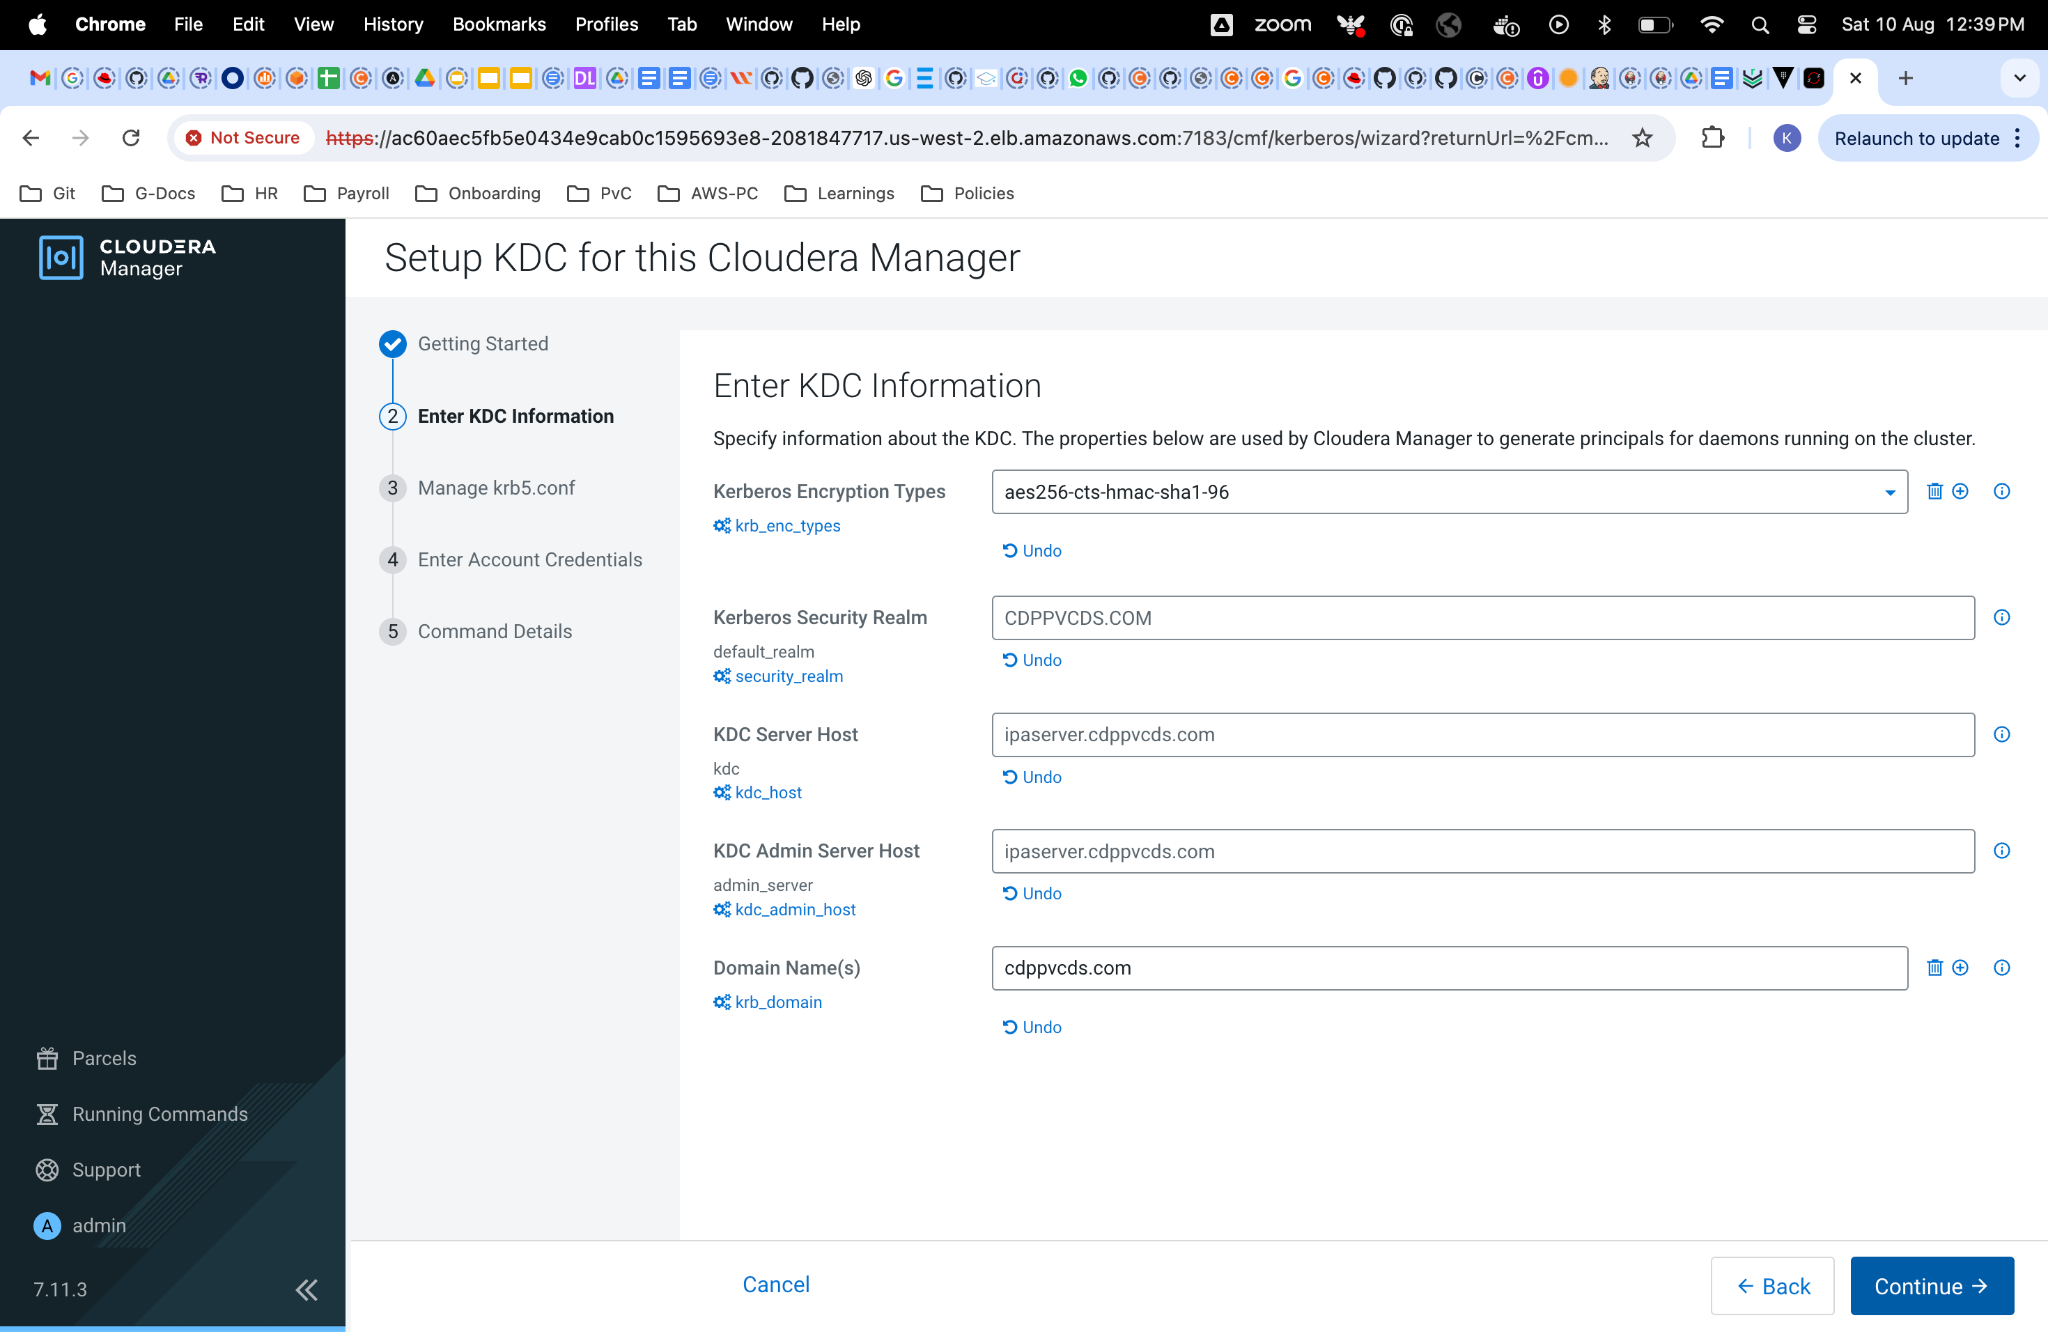 Chrome File Edit View History Bookmarks Profiles Tab Window Help zoom Sat 10 Aug 12:39 PM
DL
Not Secure https://ac60aec5fb5e0434e9cab0c1595693e8-2081847717.us-west-2.elb.amazonaws.com:7183/cmf/kerberos/wizard?returnUrl=%2Fcm... K Relaunch to update
Git G-Docs HR Payroll Onboarding PvC AWS-PC Learnings Policies
CLOUDERA
Manager
Setup KDC for this Cloudera Manager
Getting Started
2 Enter KDC Information
3 Manage krb5.conf
4 Enter Account Credentials
5 Command Details
Enter KDC Information
Specify information about the KDC. The properties below are used by Cloudera Manager to generate principals for daemons running on the cluster.
Kerberos Encryption Types aes256-cts-hmac-sha1-96
krb_enc_types
Undo
Kerberos Security Realm CDPPVCDS.COM
default_realm
Undo
security_realm
KDC Server Host ipaserver.cdppvcds.com
kdc
Undo
kdc_host
KDC Admin Server Host ipaserver.cdppvcds.com
admin_server
Undo
kdc_admin_host
Domain Name(s) cdppvcds.com
krb_domain
Undo
Parcels
Running Commands
Support
A admin
7.11.3
Cancel
Back
Continue